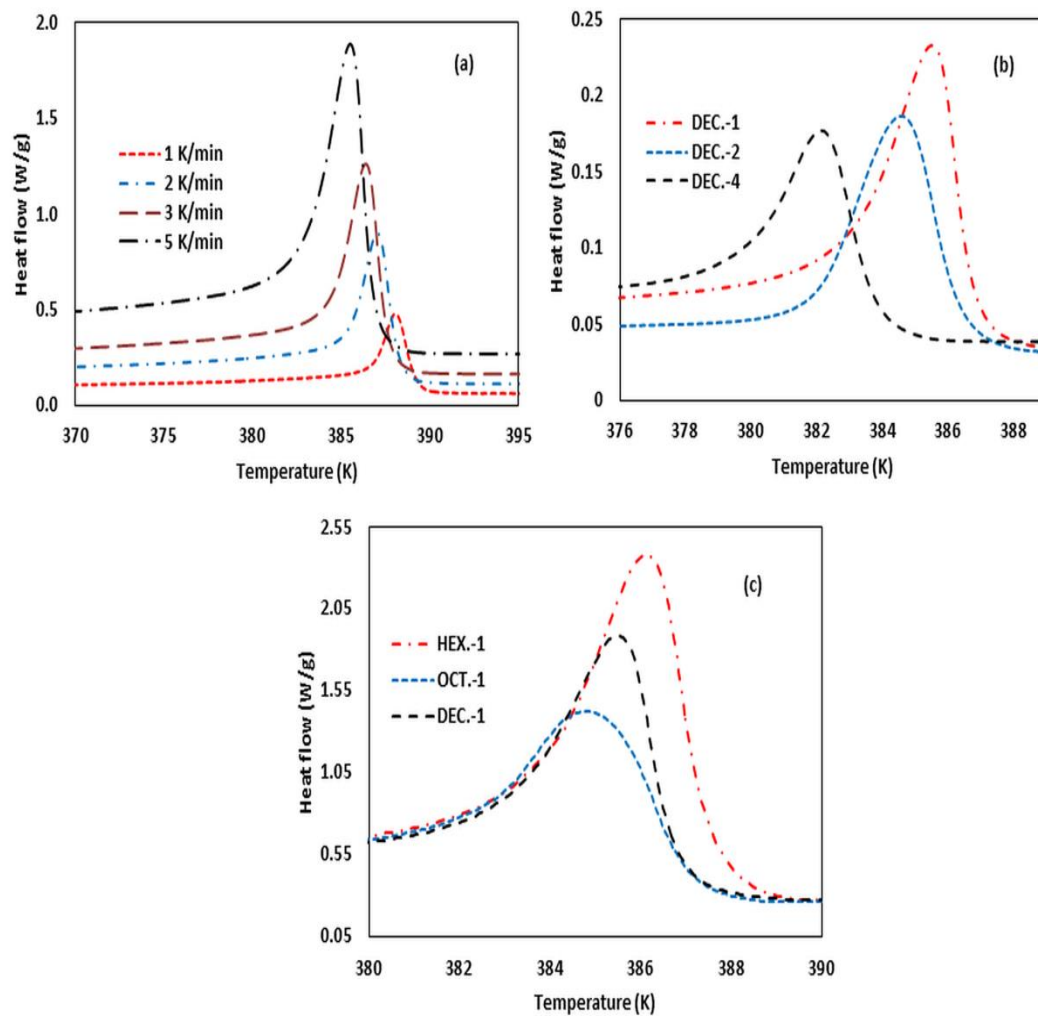 2.0
1.5
1.0
0.5
0.0
Heat flow (W/g)
(a)
1 K/min
2 K/min
3 K/min
5 K/min
370 375 380 385 390 395
Temperature (K)
0.25
0.2
0.15
0.1
0.05
0
Heat flow (W/g)
(b)
DEC.-1
DEC.-2
DEC.-4
376 378 380 382 384 386 388
Temperature (K)
2.55
2.05
1.55
1.05
0.55
0.05
Heat flow (W/g)
(c)
HEX.-1
OCT.-1
DEC.-1
380 382 384 386 388 390
Temperature (K)